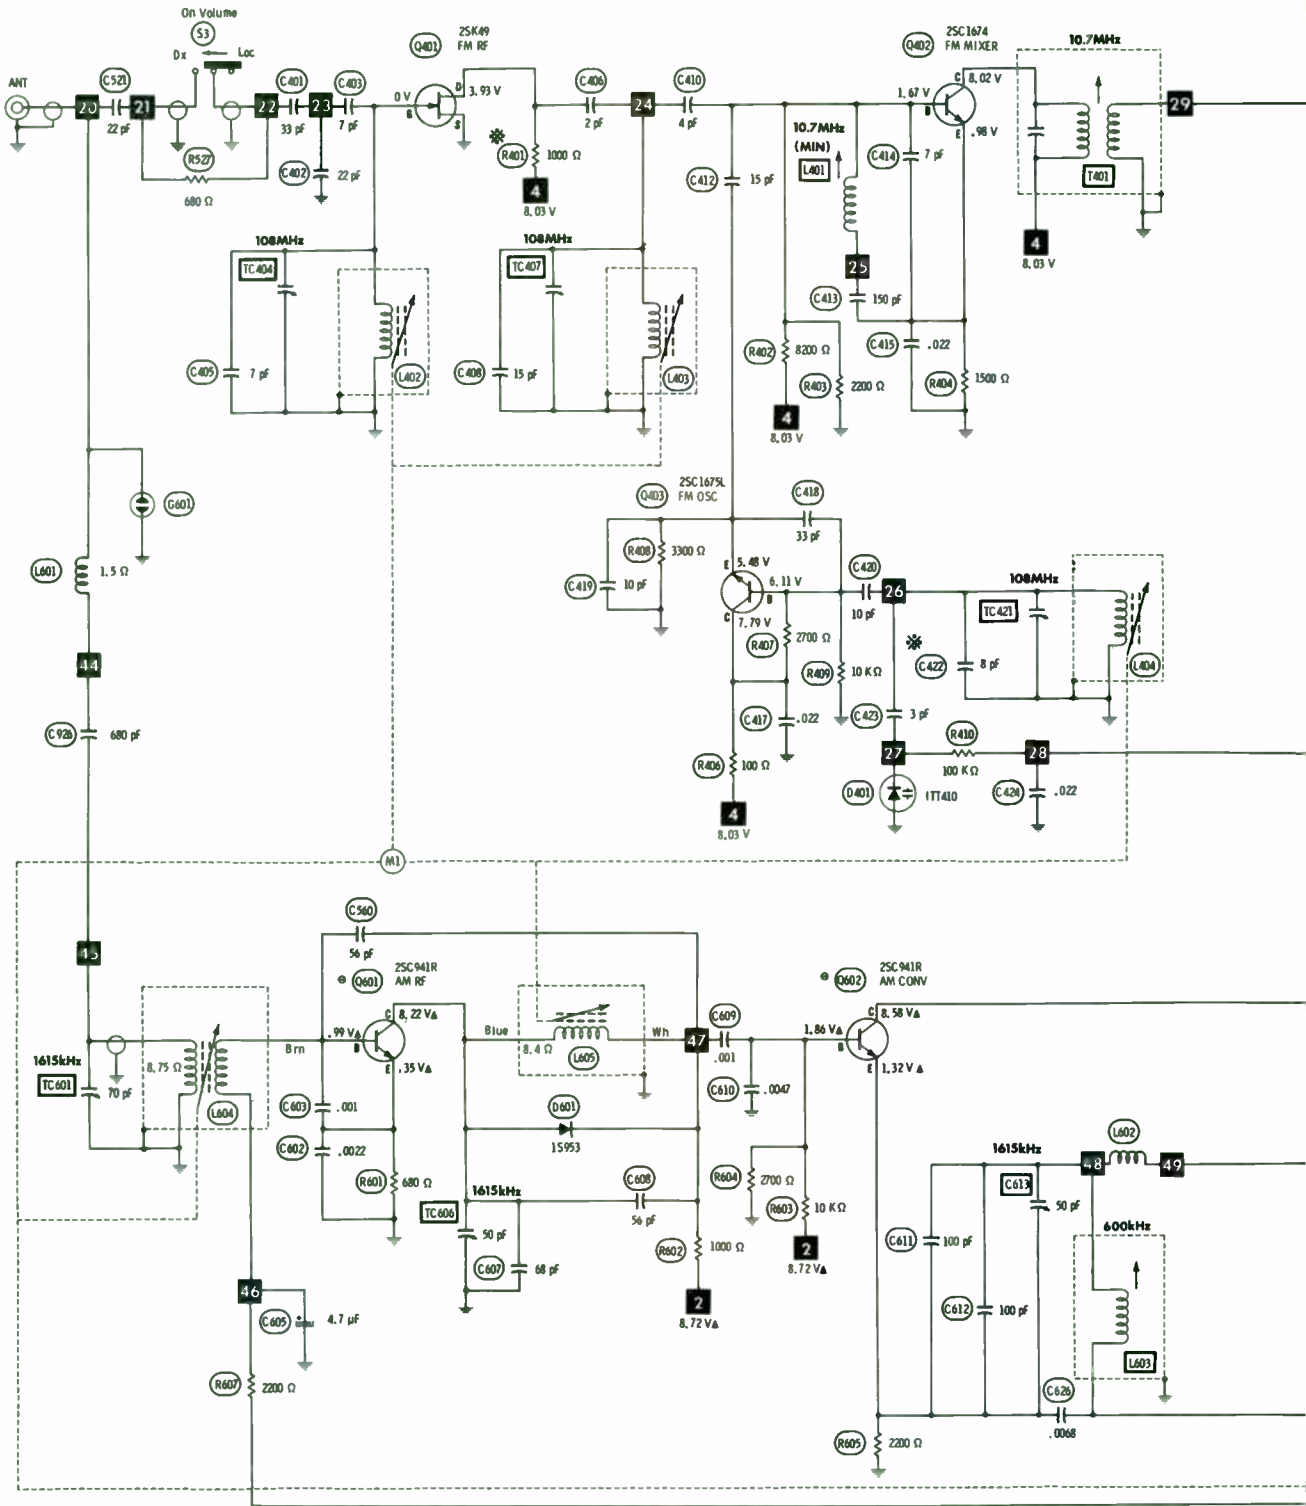 On Volume
S3
Dx
Loc
ANT
C521
22 pF
20
21
22
R527
680 Ω
C401
33 pF
23
C403
7 pF
C402
22 pF
Q401
2SK49
FM RF
0 V
G
D
3.93 V
S
※
R401
1000 Ω
4
8.03 V
C406
2 pF
24
C410
4 pF
C412
15 pF
Q402
2SC1674
FM MIXER
C
8.02 V
1.67 V
B
E
.98 V
10.7MHz
(MIN)
L401
C414
7 pF
25
C413
150 pF
C415
.022
R402
8200 Ω
4
8.03 V
R403
2200 Ω
R404
1500 Ω
10.7MHz
T401
4
8.03 V
29
108MHz
TC404
C405
7 pF
L402
108MHz
TC407
C408
15 pF
L403
G601
L601
1.5 Ω
44
C926
680 pF
45
Q403
2SC1675L
FM OSC
R408
3300 Ω
C419
10 pF
C418
33 pF
E
5.48 V
6.11 V
B
C
7.79 V
R407
2700 Ω
R409
10 KΩ
C417
.022
R406
100 Ω
4
8.03 V
C420
10 pF
26
※
C422
8 pF
108MHz
TC421
L404
C423
3 pF
27
R410
100 KΩ
28
C424
.022
D401
ITT410
M1
C560
56 pF
Q601
2SC941R
AM RF
C
8.22 V▲
.99 V▲
B
E
.35 V▲
1615kHz
TC601
70 pF
8.75 Ω
L604
Brn
C603
.001
C602
.0022
R601
680 Ω
Blue
8.4 Ω
L605
Wh
47
D601
1S953
1615kHz
TC606
50 pF
C607
68 pF
C608
56 pF
R602
1000 Ω
2
8.72 V▲
C609
.001
C610
.0047
R604
2700 Ω
R603
10 KΩ
2
8.72 V▲
Q602
2SC941R
AM CONV
C
8.58 V▲
1.86 V▲
B
E
1.32 V▲
46
C605
4.7 µF
R607
2200 Ω
1615kHz
C613
50 pF
48
L602
49
C611
100 pF
C612
100 pF
600kHz
L603
C626
.0068
R605
2200 Ω